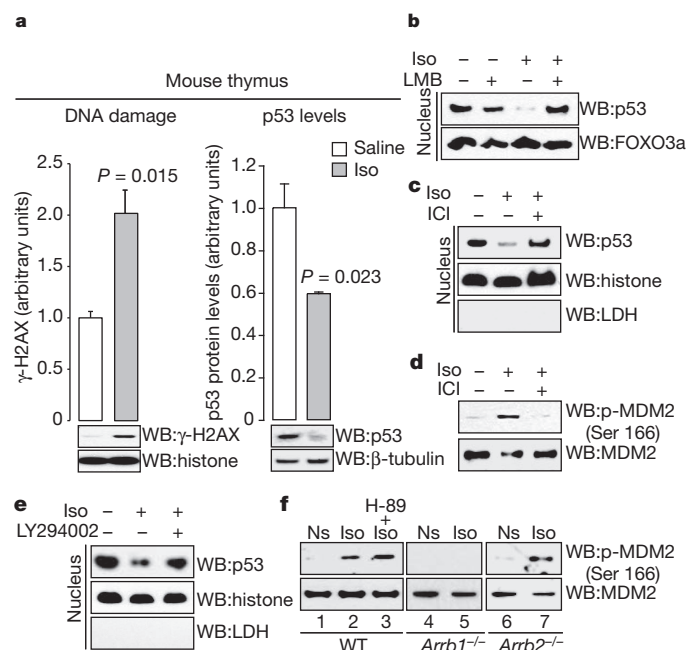 a
Mouse thymus
DNA damage
p53 levels
Saline
Iso
γ-H2AX (arbitrary units)
2.5
2.0
1.5
1.0
0.5
0
P = 0.015
p53 protein levels (arbitrary units)
1.2
1.0
0.8
0.6
0.4
0.2
0
P = 0.023
WB:γ-H2AX
WB:histone
WB:p53
WB:β-tubulin
b
Iso – – + +
LMB – + – +
Nucleus
WB:p53
WB:FOXO3a
c
Iso – + +
ICI – – +
Nucleus
WB:p53
WB:histone
WB:LDH
d
Iso – + +
ICI – – +
WB:p-MDM2
(Ser 166)
WB:MDM2
e
Iso – + +
LY294002 – – +
Nucleus
WB:p53
WB:histone
WB:LDH
f
H-89
+
Ns Iso Iso Ns Iso Ns Iso
WB:p-MDM2
(Ser 166)
WB:MDM2
1 2 3 4 5 6 7
WT Arrb1–/– Arrb2–/–